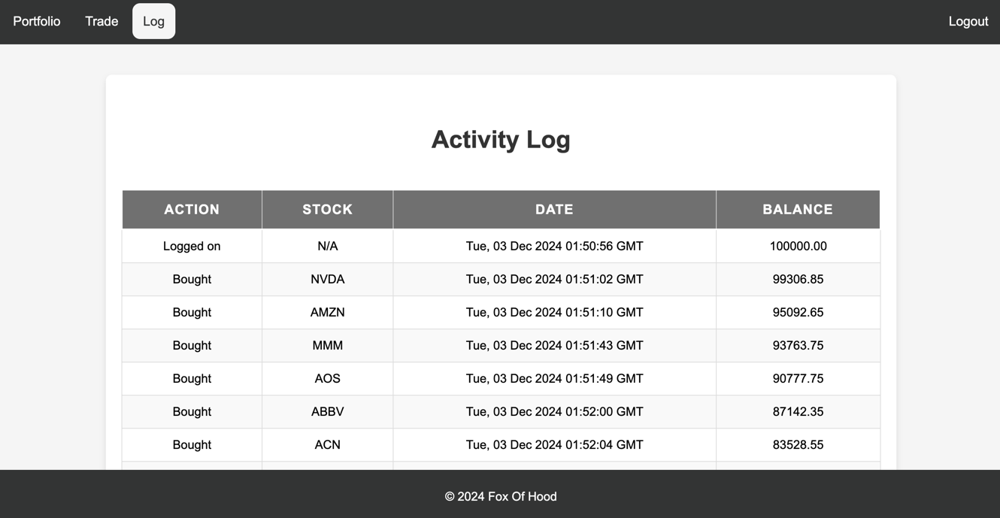 Portfolio Trade Log Logout
Activity Log
ACTION STOCK DATE BALANCE
Logged on N/A Tue, 03 Dec 2024 01:50:56 GMT 100000.00
Bought NVDA Tue, 03 Dec 2024 01:51:02 GMT 99306.85
Bought AMZN Tue, 03 Dec 2024 01:51:10 GMT 95092.65
Bought MMM Tue, 03 Dec 2024 01:51:43 GMT 93763.75
Bought AOS Tue, 03 Dec 2024 01:51:49 GMT 90777.75
Bought ABBV Tue, 03 Dec 2024 01:52:00 GMT 87142.35
Bought ACN Tue, 03 Dec 2024 01:52:04 GMT 83528.55
© 2024 Fox Of Hood